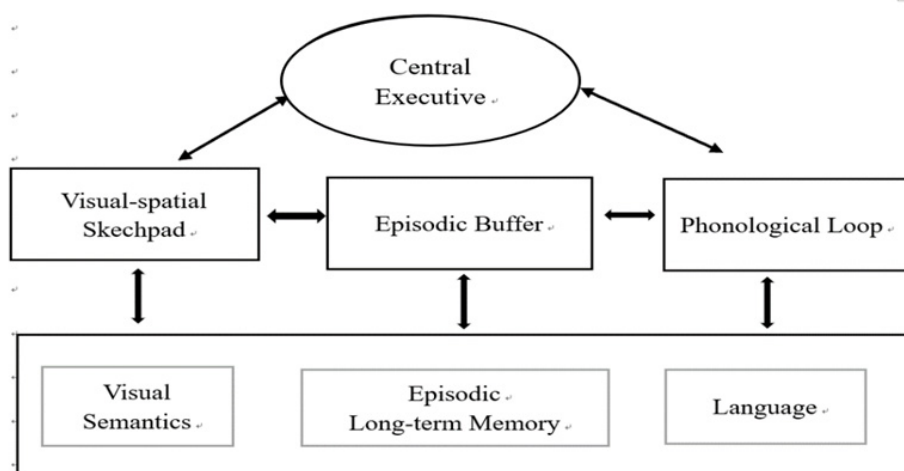 Central
Executive
Visual-spatial
Skechpad
Episodic Buffer
Phonological Loop
Visual
Semantics
Episodic
Long-term Memory
Language